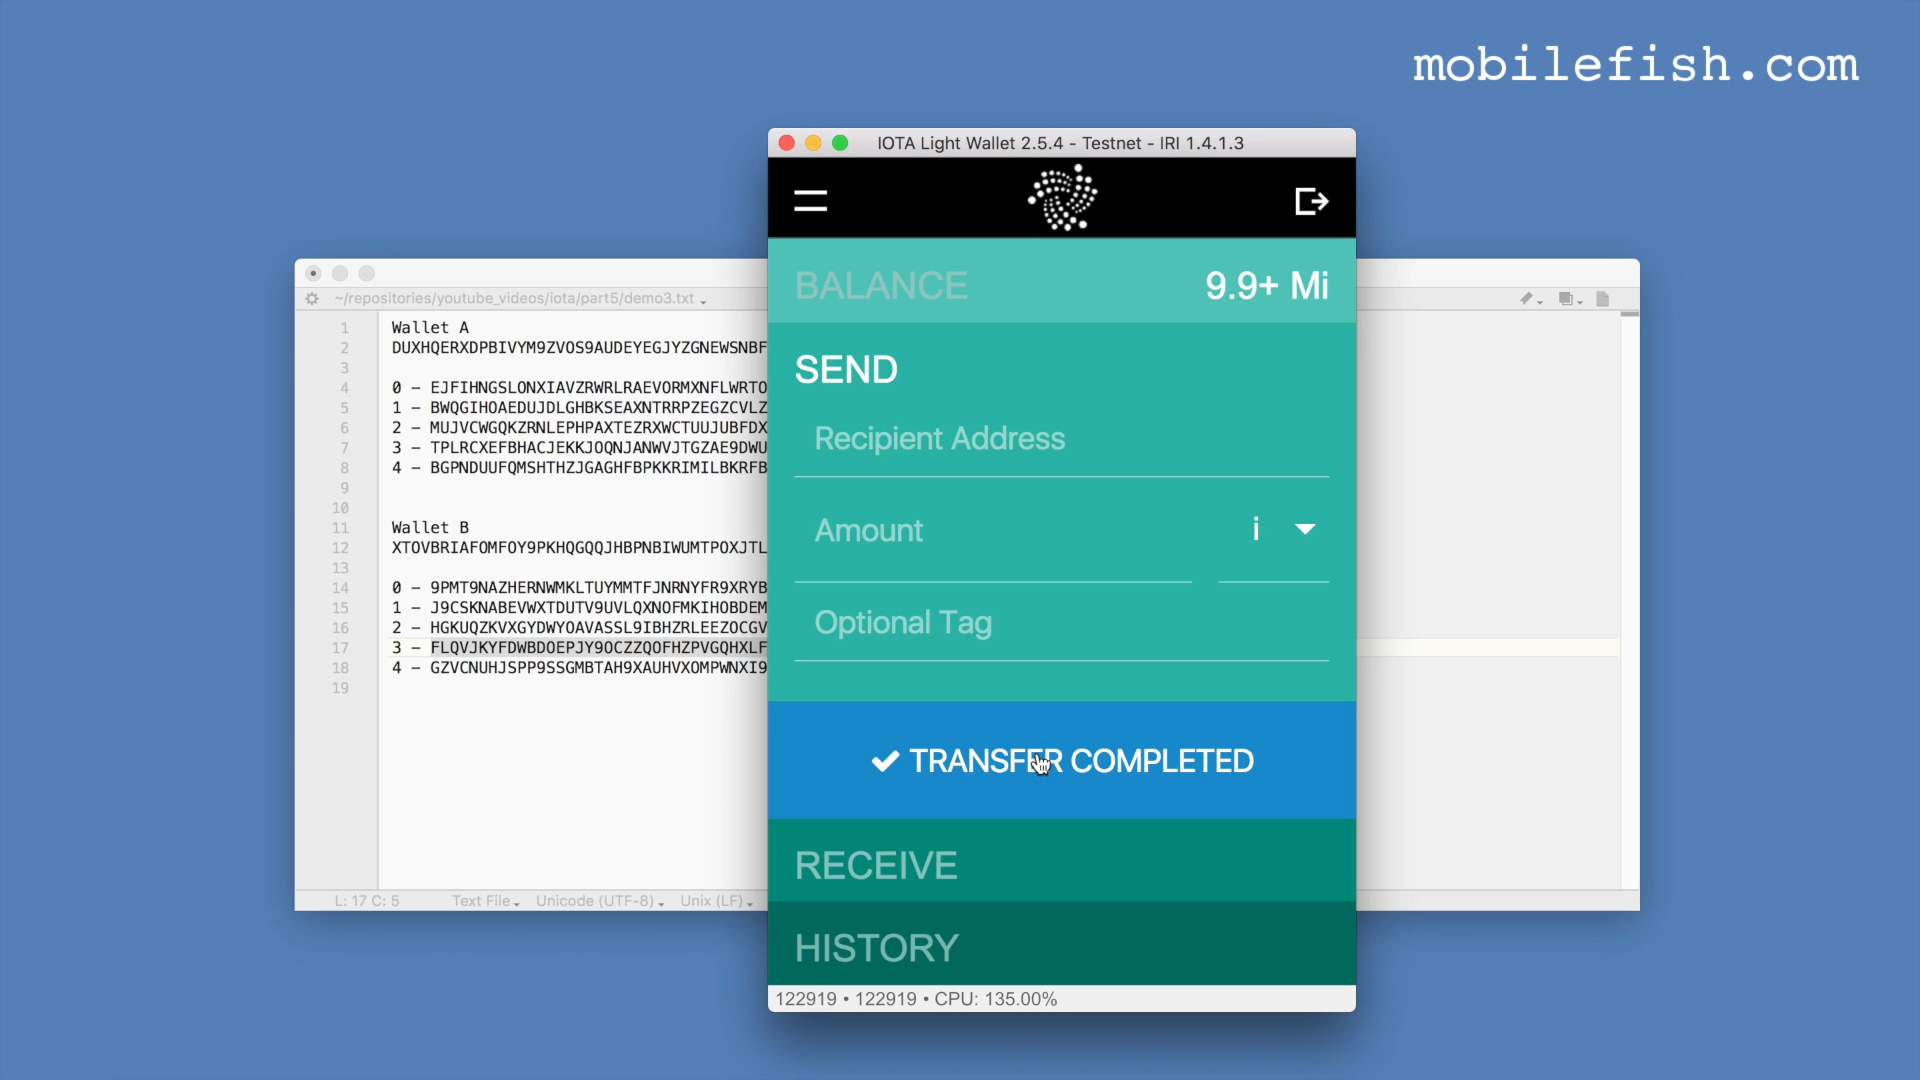 mobilefish.com
IOTA Light Wallet 2.5.4 - Testnet - IRI 1.4.1.3
BALANCE 9.9+ Mi
SEND
Recipient Address
Amount i
Optional Tag
TRANSFER COMPLETED
RECEIVE
HISTORY
122919 • 122919 • CPU: 135.00%
~/repositories/youtube_videos/iota/part5/demo3.txt
1 Wallet A
2 DUXHQERXDPBIVYM9ZVOS9AUDEYEGJYZGNEWSNBF
3
4 0 – EJFIHNGSLONXIAVZRWRLRAEVORMXNFLWRTO
5 1 – BWQGIHOAEDUJDLGHBKSEAXNTRRPZEGZCVLZ
6 2 – MUJVCWGQKZRNLEPHPAXTEZRXWCTUUJUBFDX
7 3 – TPLRCXEFBHACJEKKJOQNJANWVJTGZAE9DWU
8 4 – BGPNDUUFQMSHTHZJGAGHFBPKKRIMILBKRFB
9
10
11 Wallet B
12 XTOVBRIAFOMFOY9PKHQGQQJHBPNBIWUMTPOXJTL
13
14 0 – 9PMT9NAZHERNWMKLTUYMMTFJNRNYFR9XRYB
15 1 – J9CSKNABEVWXTDUTV9UVLQXNOFMKIHOBDEM
16 2 – HGKUQZKVXGYDWYOAVASSL9IBHZRLEEZOCGV
17 3 – FLQVJKYFDWBDOEPJY9OCZZQOFHZPVGQHXLF
18 4 – GZVCNUHJSPP9SSGMBTAH9XAUHVXOMPWNXI9
19
L: 17 C: 5 Text File Unicode (UTF-8) Unix (LF)